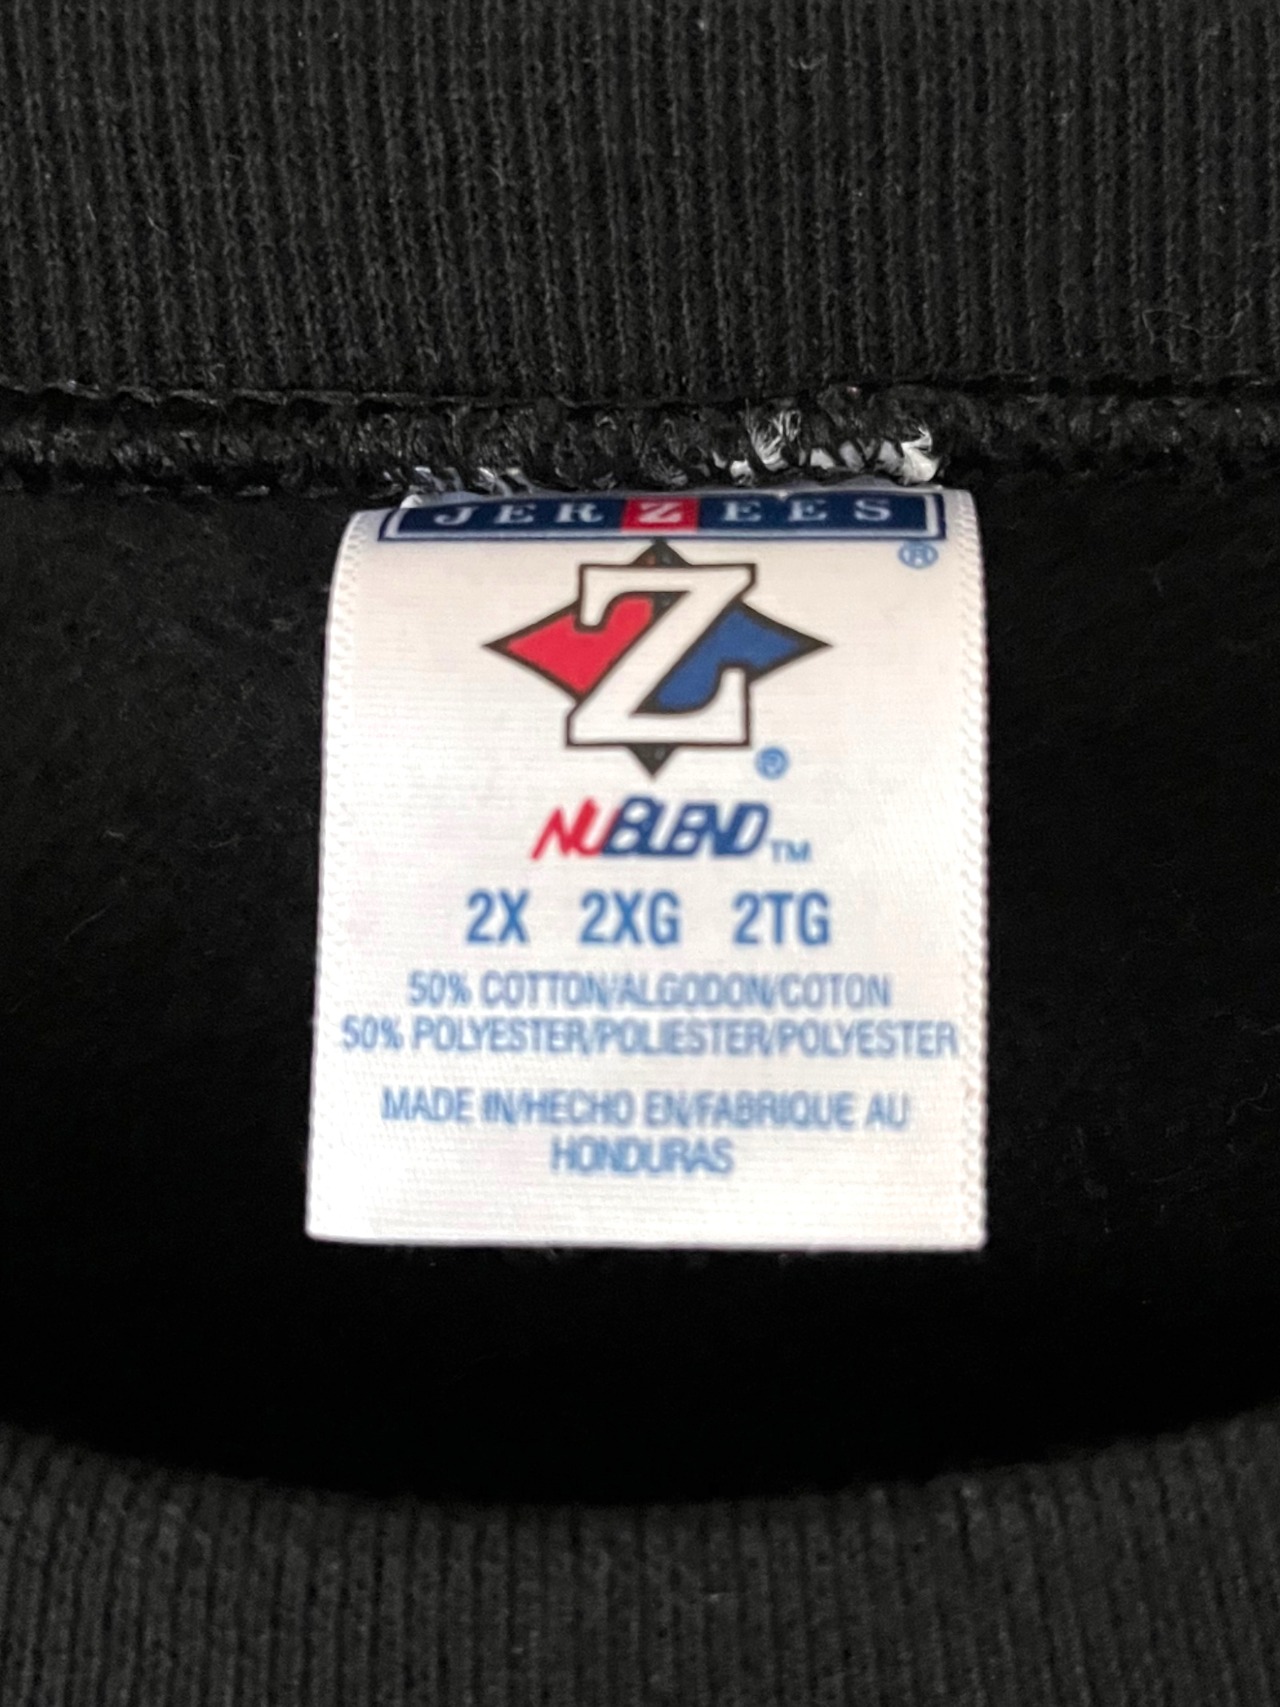 JERZEES
®
Z
®
NUBLEND™
2X 2XG 2TG
50% COTTON/ALGODON/COTON
50% POLYESTER/POLIESTER/POLYESTER
MADE IN/HECHO EN/FABRIQUE AU
HONDURAS